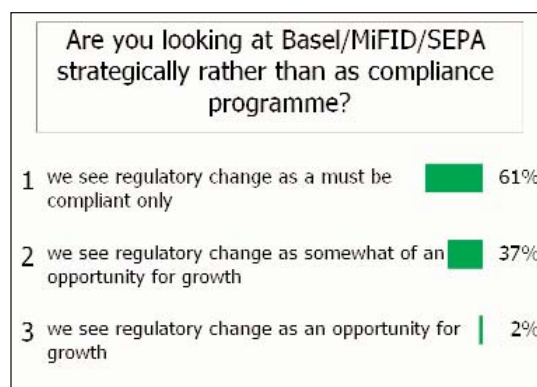 Are you looking at Basel/MiFID/SEPA
strategically rather than as compliance
programme?
1 we see regulatory change as a must be 61%
compliant only
2 we see regulatory change as somewhat of an 37%
opportunity for growth
3 we see regulatory change as an opportunity for 2%
growth